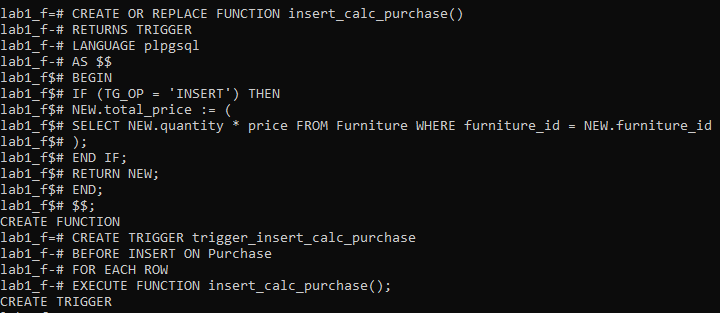 lab1_f=# CREATE OR REPLACE FUNCTION insert_calc_purchase()
lab1_f-# RETURNS TRIGGER
lab1_f-# LANGUAGE plpgsql
lab1_f-# AS $$
lab1_f$# BEGIN
lab1_f$# IF (TG_OP = 'INSERT') THEN
lab1_f$# NEW.total_price := (
lab1_f$# SELECT NEW.quantity * price FROM Furniture WHERE furniture_id = NEW.furniture_id
lab1_f$# );
lab1_f$# END IF;
lab1_f$# RETURN NEW;
lab1_f$# END;
lab1_f$# $$;
CREATE FUNCTION
lab1_f=# CREATE TRIGGER trigger_insert_calc_purchase
lab1_f-# BEFORE INSERT ON Purchase
lab1_f-# FOR EACH ROW
lab1_f-# EXECUTE FUNCTION insert_calc_purchase();
CREATE TRIGGER